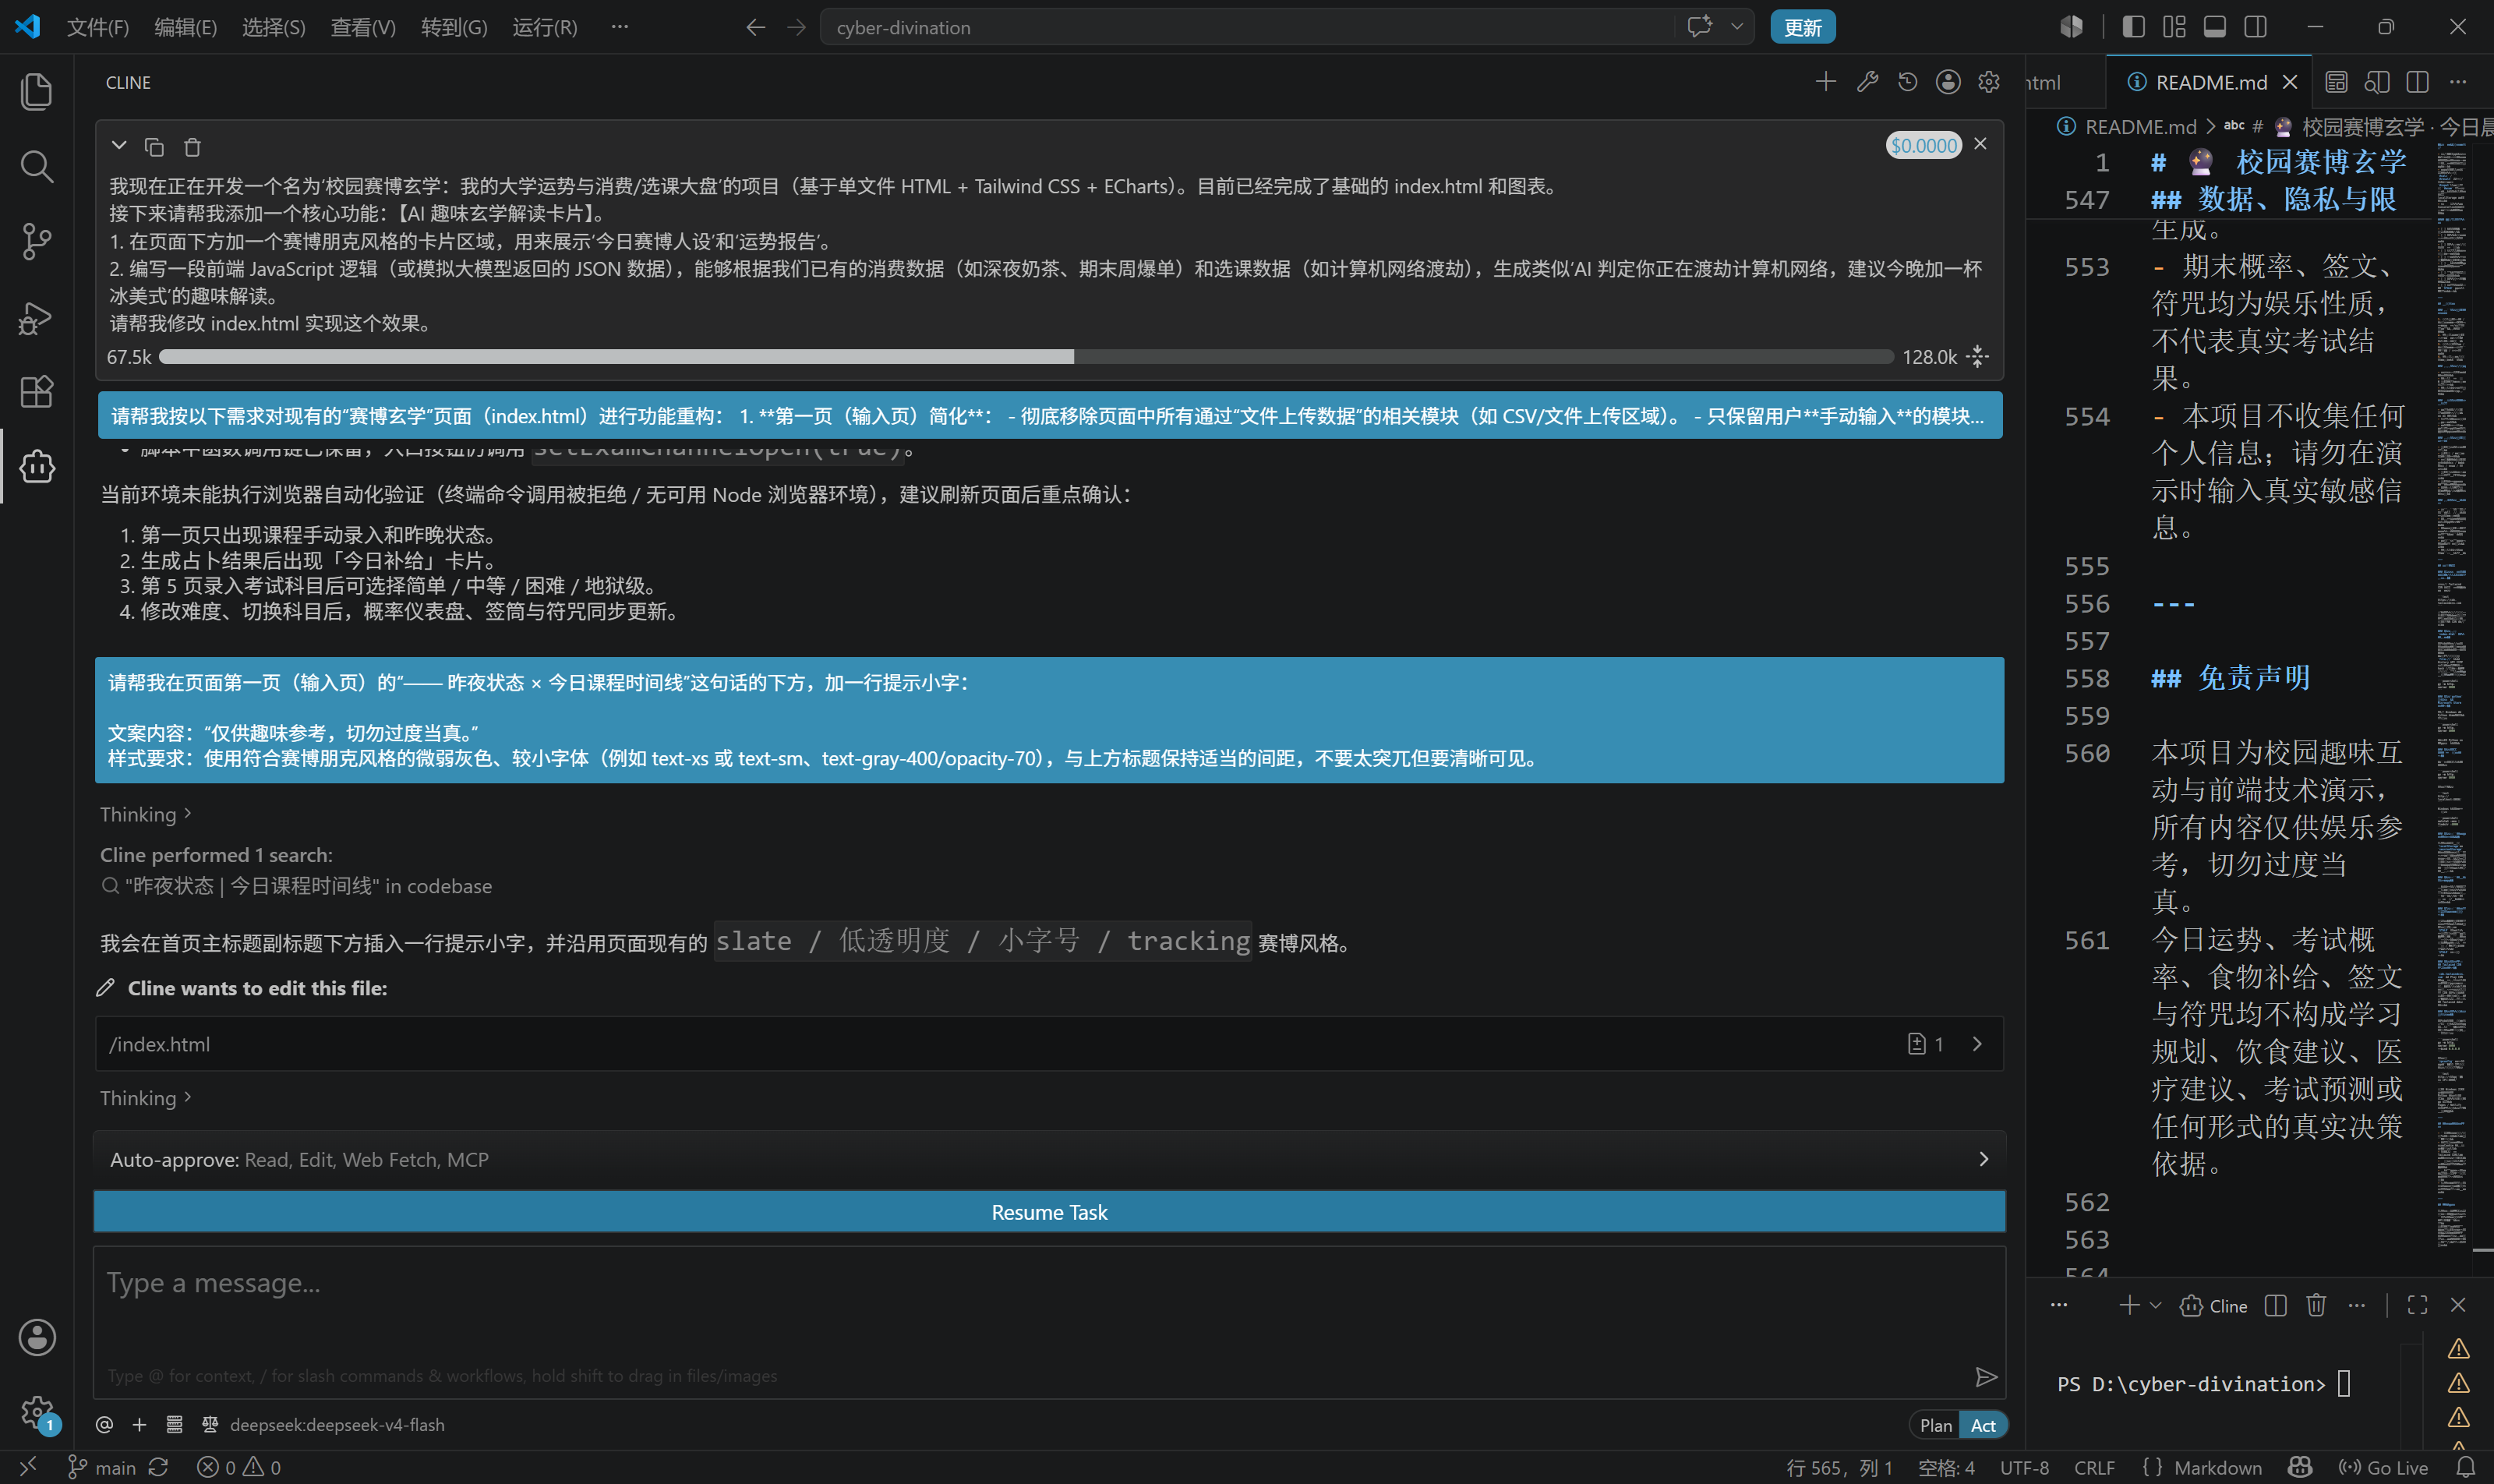 文件(F) 编辑(E) 选择(S) 查看(V) 转到(G) 运行(R) ··· cyber-divination 更新
CLINE
$0.0000
我现在正在开发一个名为'校园赛博玄学：我的大学运势与消费/选课大盘'的项目（基于单文件 HTML + Tailwind CSS + ECharts）。目前已经完成了基础的 index.html 和图表。
接下来请帮我添加一个核心功能：【AI 趣味玄学解读卡片】。
1. 在页面下方加一个赛博朋克风格的卡片区域，用来展示'今日赛博人设'和'运势报告'。
2. 编写一段前端 JavaScript 逻辑（或模拟大模型返回的 JSON 数据），能够根据我们已有的消费数据（如深夜奶茶、期末周爆单）和选课数据（如计算机网络渡劫），生成类似'AI 判定你正在渡劫计算机网络，建议今晚加一杯
冰美式'的趣味解读。
请帮我修改 index.html 实现这个效果。
67.5k 128.0k
请帮我按以下需求对现有的“赛博玄学”页面（index.html）进行功能重构： 1. **第一页（输入页）简化**： - 彻底移除页面中所有通过“文件上传数据”的相关模块（如 CSV/文件上传区域）。 - 只保留用户**手动输入**的模块...
• 脚本中函数调用链已保留，入口按钮仍调用 setExamChannelOpen(true)。
当前环境未能执行浏览器自动化验证（终端命令调用被拒绝 / 无可用 Node 浏览器环境），建议刷新页面后重点确认：
1. 第一页只出现课程手动录入和昨晚状态。
2. 生成占卜结果后出现「今日补给」卡片。
3. 第 5 页录入考试科目后可选择简单 / 中等 / 困难 / 地狱级。
4. 修改难度、切换科目后，概率仪表盘、签筒与符咒同步更新。
请帮我在页面第一页（输入页）的“—— 昨夜状态 × 今日课程时间线”这句话的下方，加一行提示小字：
文案内容：“仅供趣味参考，切勿过度当真。”
样式要求：使用符合赛博朋克风格的微弱灰色、较小字体（例如 text-xs 或 text-sm、text-gray-400/opacity-70），与上方标题保持适当的间距，不要太突兀但要清晰可见。
Thinking
Cline performed 1 search:
"昨夜状态 | 今日课程时间线" in codebase
我会在首页主标题副标题下方插入一行提示小字，并沿用页面现有的 slate / 低透明度 / 小字号 / tracking 赛博风格。
Cline wants to edit this file:
/index.html 1
Thinking
Auto-approve: Read, Edit, Web Fetch, MCP
Resume Task
Type a message...
Type @ for context, / for slash commands & workflows, hold shift to drag in files/images
deepseek:deepseek-v4-flash
Plan Act
html README.md
README.md > abc # 🔮 校园赛博玄学 · 今日晨
1 # 🔮 校园赛博玄学
547 ## 数据、隐私与限
生成。
553 - 期末概率、签文、
符咒均为娱乐性质，
不代表真实考试结
果。
554 - 本项目不收集任何
个人信息；请勿在演
示时输入真实敏感信
息。
555
556 ---
557
558 ## 免责声明
559
560 本项目为校园趣味互
动与前端技术演示，
所有内容仅供娱乐参
考，切勿过度当
真。
561 今日运势、考试概
率、食物补给、签文
与符咒均不构成学习
规划、饮食建议、医
疗建议、考试预测或
任何形式的真实决策
依据。
562
563
564
Cline
PS D:\cyber-divination>
1
main 0 0
行 565，列 1 空格: 4 UTF-8 CRLF { } Markdown Go Live